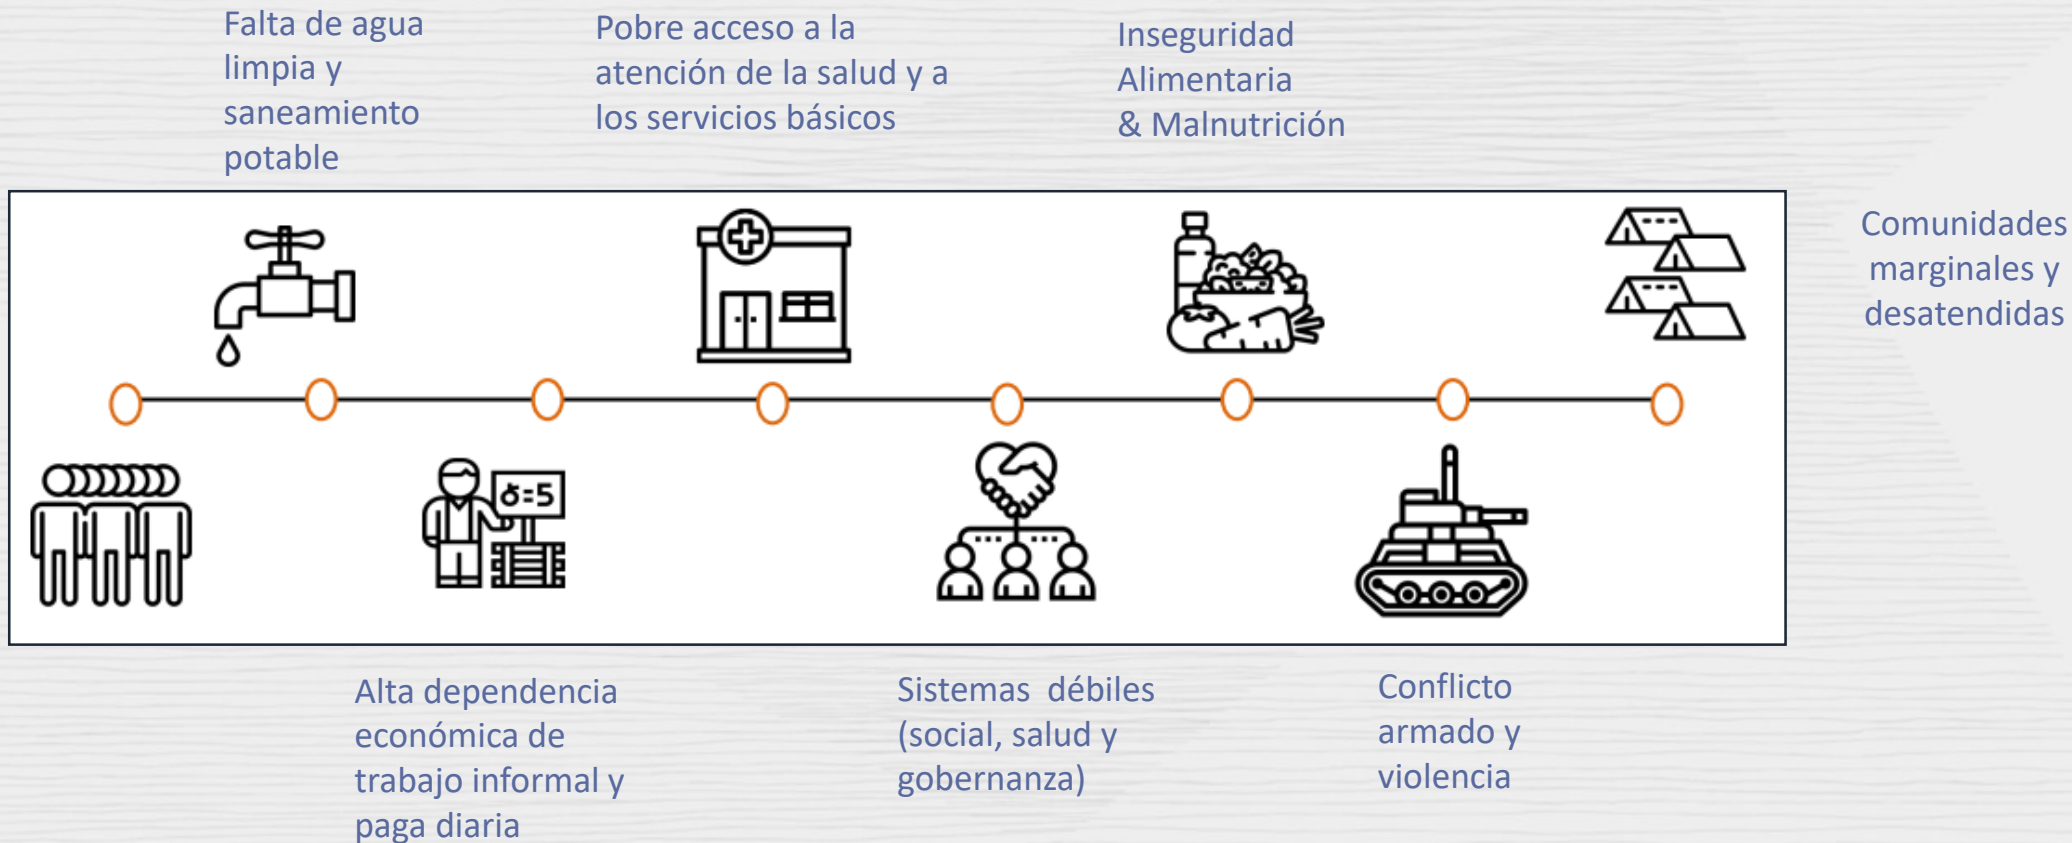 Falta de agua
limpia y
saneamiento
potable
Pobre acceso a la
atención de la salud y a
los servicios básicos
Inseguridad
Alimentaria
& Malnutrición
Comunidades
marginales y
desatendidas
=5
Alta dependencia
económica de
trabajo informal y
paga diaria
Sistemas débiles
(social, salud y
gobernanza)
Conflicto
armado y
violencia